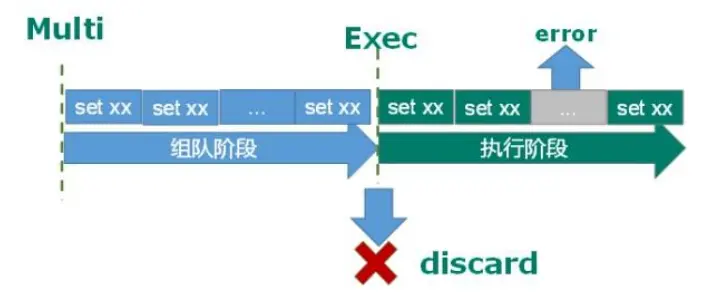 Multi
Exec
error
set xx set xx ... set xx set xx set xx ... set xx
组队阶段 执行阶段
discard